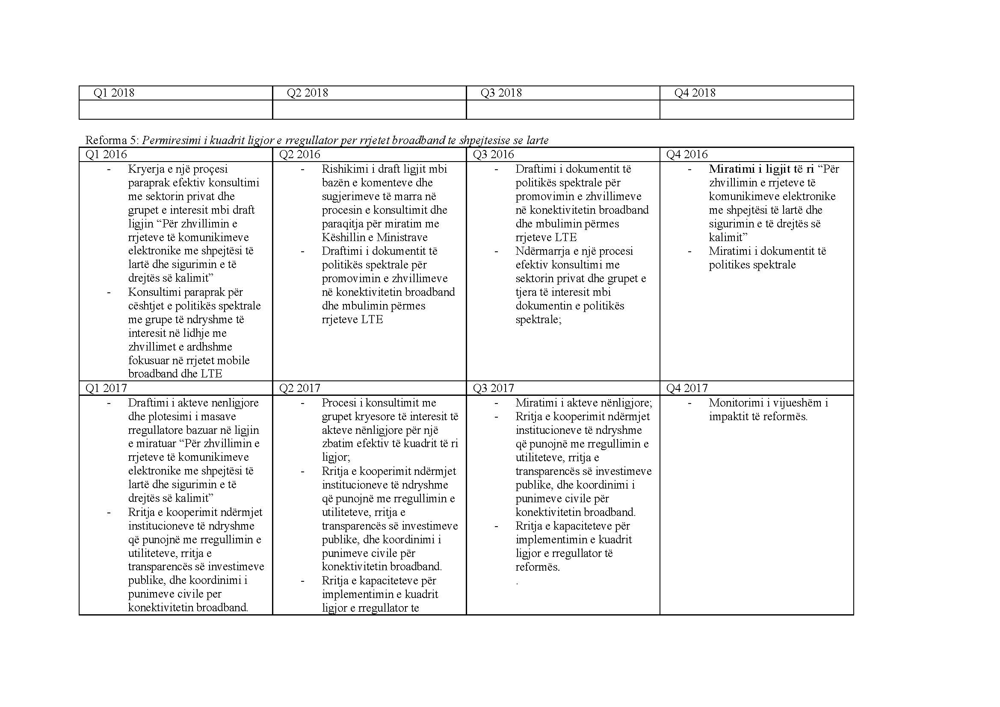 Q1 2018
Q2 2018
Q3 2018
Q4 2018
Reforma 5: Permiresimi i kuadrit ligjor e rregullator per rrjetet broadband te shpejtesise se larte
Q1 2016
Q2 2016
Q3 2016
Q4 2016
- Kryerja e një proçesi
paraprak efektiv konsultimi
me sektorin privat dhe
grupet e interesit mbi draft
ligjin “Për zhvillimin e
rrjeteve të komunikimeve
elektronike me shpejtësi të
lartë dhe sigurimin e të
drejtës së kalimit”
- Konsultimi paraprak për
cështjet e politikës spektrale
me grupe të ndryshme të
interesit në lidhje me
zhvillimet e ardhshme
fokusuar në rrjetet mobile
broadband dhe LTE
- Rishikimi i draft ligjit mbi
bazën e komenteve dhe
sugjerimeve të marra në
procesin e konsultimit dhe
paraqitja për miratim me
Këshillin e Ministrave
- Draftimi i dokumentit të
politikës spektrale për
promovimin e zhvillimeve
në konektivitetin broadband
dhe mbulimin përmes
rrjeteve LTE
- Draftimi i dokumentit të
politikës spektrale për
promovimin e zhvillimeve
në konektivitetin broadband
dhe mbulimin përmes
rrjeteve LTE
- Ndërmarrja e një procesi
efektiv konsultimi me
sektorin privat dhe grupet e
tjera të interesit mbi
dokumentin e politikës
spektrale;
- Miratimi i ligjit të ri “Për
zhvillimin e rrjeteve të
komunikimeve elektronike
me shpejtësi të lartë dhe
sigurimin e të drejtës së
kalimit”
- Miratimi i dokumentit të
politikes spektrale
Q1 2017
Q2 2017
Q3 2017
Q4 2017
- Draftimi i akteve nenligjore
dhe plotesimi i masave
rregullatore bazuar në ligjin
e miratuar “Për zhvillimin e
rrjeteve të komunikimeve
elektronike me shpejtësi të
lartë dhe sigurimin e të
drejtës së kalimit”
- Rritja e kooperimit ndërmjet
institucioneve të ndryshme
që punojnë me rregullimin e
utiliteteve, rritja e
transparencës së investimeve
publike, dhe koordinimi i
punimeve civile per
konektivitetin broadband.
- Procesi i konsultimit me
grupet kryesore të interesit të
akteve nënligjore për një
zbatim efektiv të kuadrit të ri
ligjor;
- Rritja e kooperimit ndërmjet
institucioneve të ndryshme
që punojnë me rregullimin e
utiliteteve, rritja e
transparencës së investimeve
publike, dhe koordinimi i
punimeve civile për
konektivitetin broadband.
- Rritja e kapaciteteve për
implementimin e kuadrit
ligjor e rregullator te
- Miratimi i akteve nënligjore;
- Rritja e kooperimit ndërmjet
institucioneve të ndryshme
që punojnë me rregullimin e
utiliteteve, rritja e
transparencës së investimeve
publike, dhe koordinimi i
punimeve civile për
konektivitetin broadband.
- Rritja e kapaciteteve për
implementimin e kuadrit
ligjor e rregullator të
reformës.
.
- Monitorimi i vijueshëm i
impaktit të reformës.